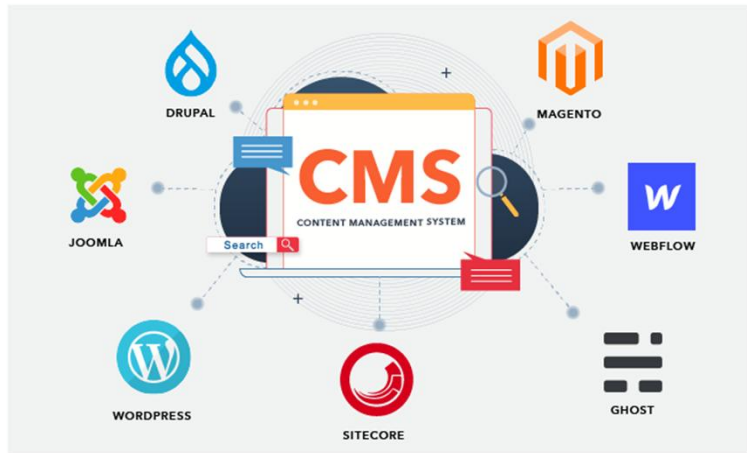 DRUPAL
MAGENTO
CMS
CONTENT MANAGEMENT SYSTEM
JOOMLA
W
WEBFLOW
Search
W
WORDPRESS
SITECORE
GHOST